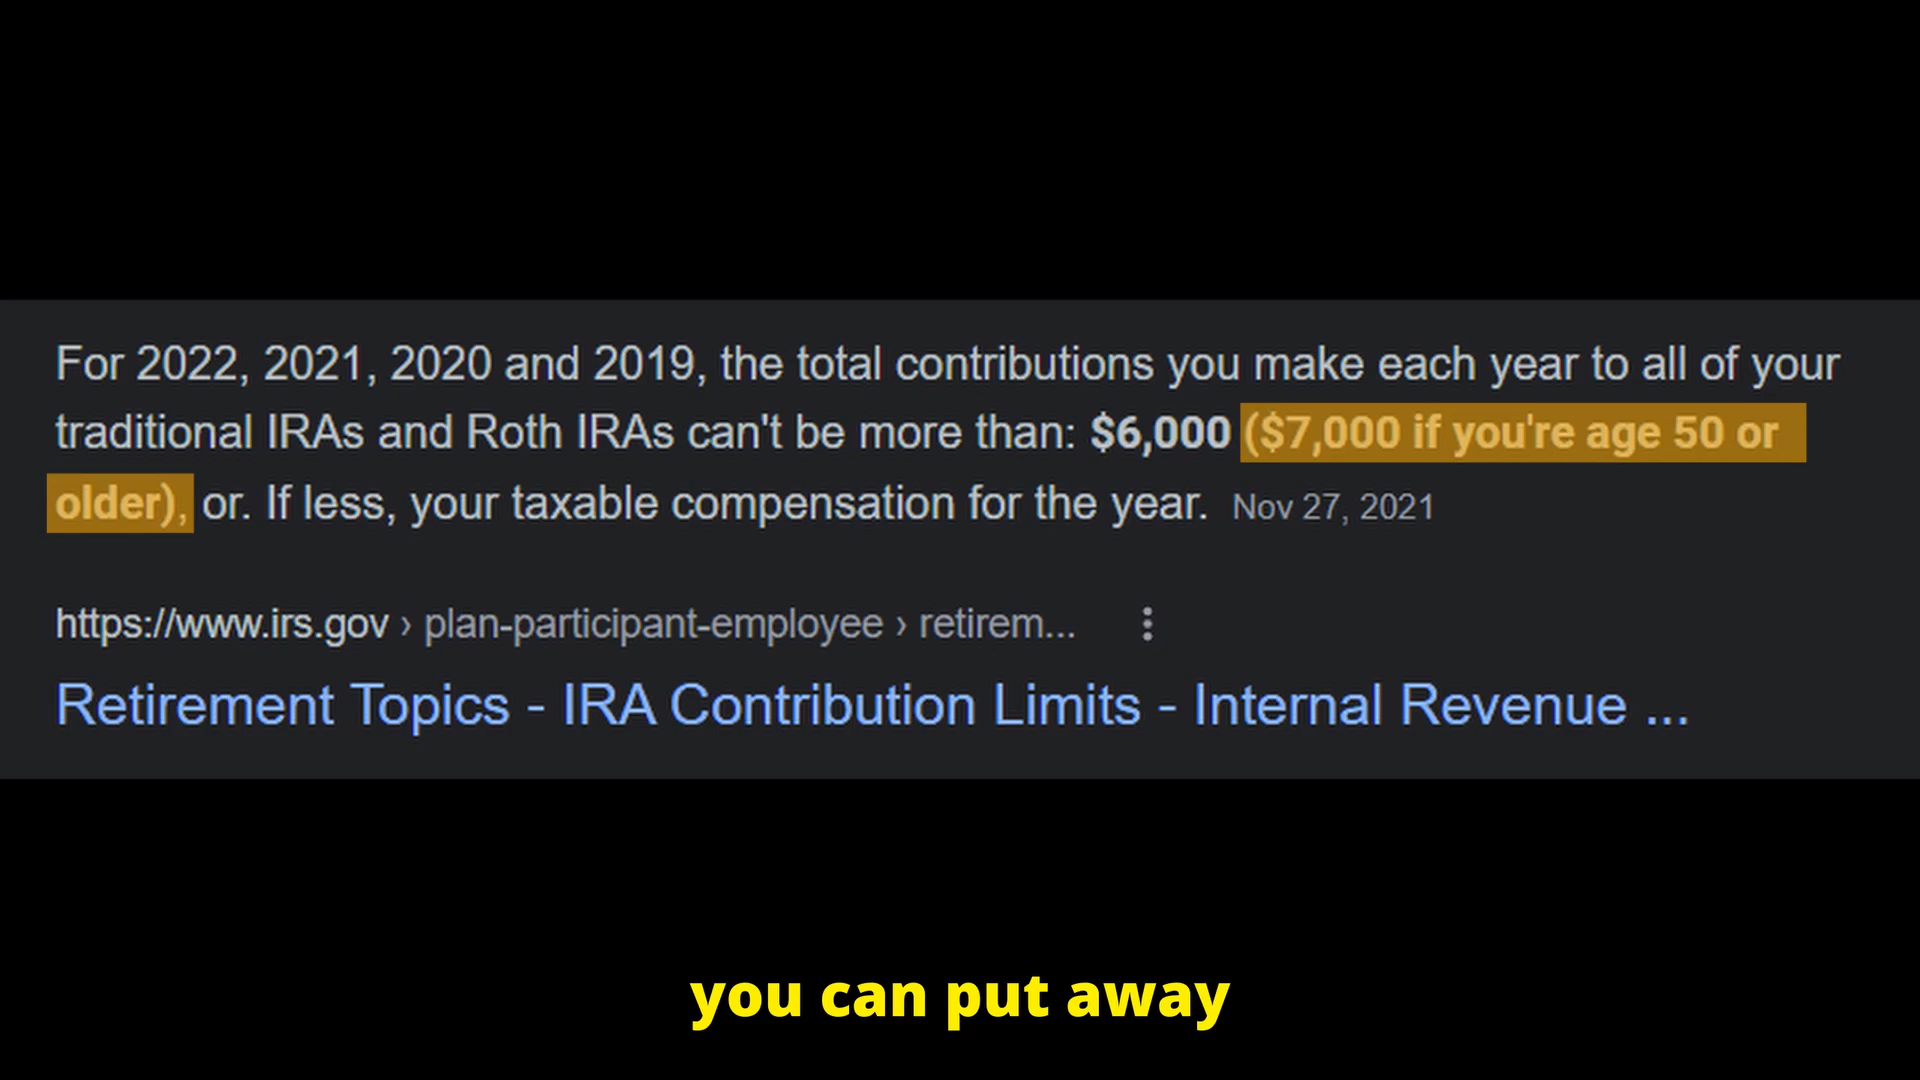 For 2022, 2021, 2020 and 2019, the total contributions you make each year to all of your
traditional IRAs and Roth IRAs can't be more than: $6,000 ($7,000 if you're age 50 or
older), or. If less, your taxable compensation for the year. Nov 27, 2021
https://www.irs.gov › plan-participant-employee › retirem...
Retirement Topics - IRA Contribution Limits - Internal Revenue ...
you can put away